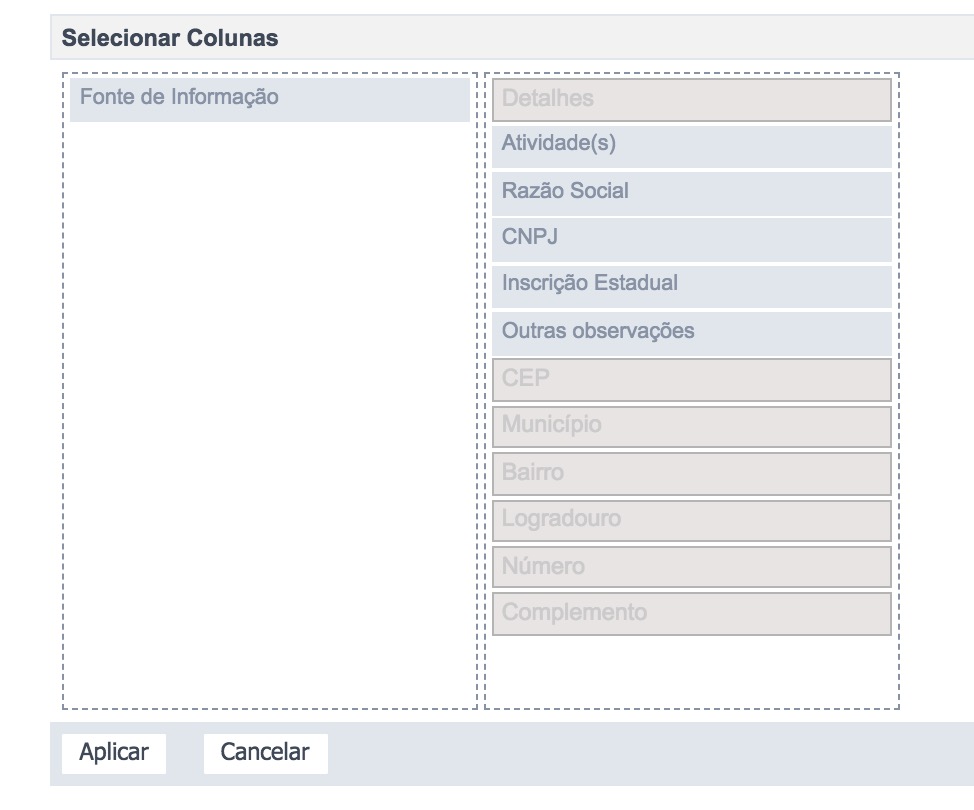 Selecionar Colunas
Fonte de Informação
Detalhes
Atividade(s)
Razão Social
CNPJ
Inscrição Estadual
Outras observações
CEP
Município
Bairro
Logradouro
Número
Complemento
Aplicar
Cancelar